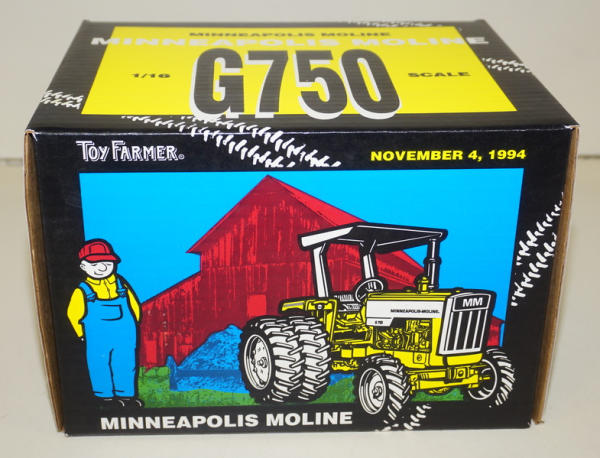 MINNEAPOLIS MOLINE
MINNEAPOLIS MOLINE
1/16 G750 SCALE
TOY FARMER®
NOVEMBER 4, 1994
MM
MINNEAPOLIS-MOLINE®
MINNEAPOLIS MOLINE